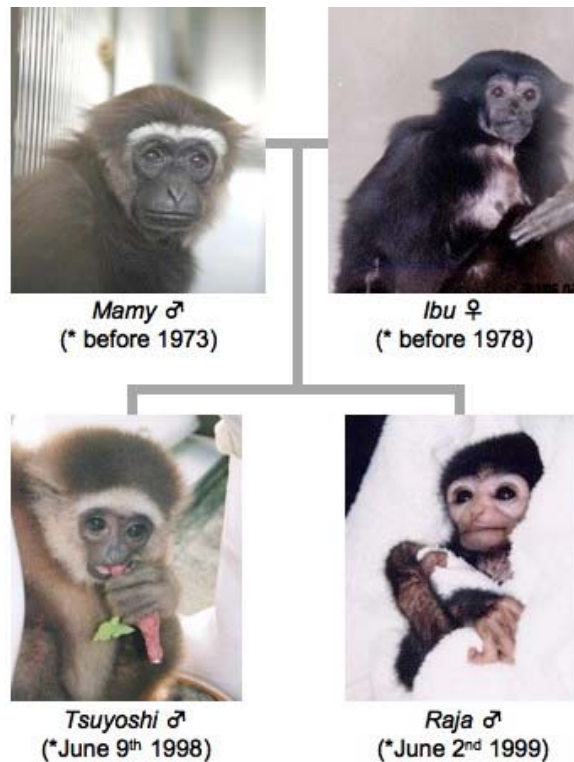 Mamy ♂
(* before 1973)
Ibu ♀
(* before 1978)
Tsuyoshi ♂
(*June 9th 1998)
Raja ♂
(*June 2nd 1999)